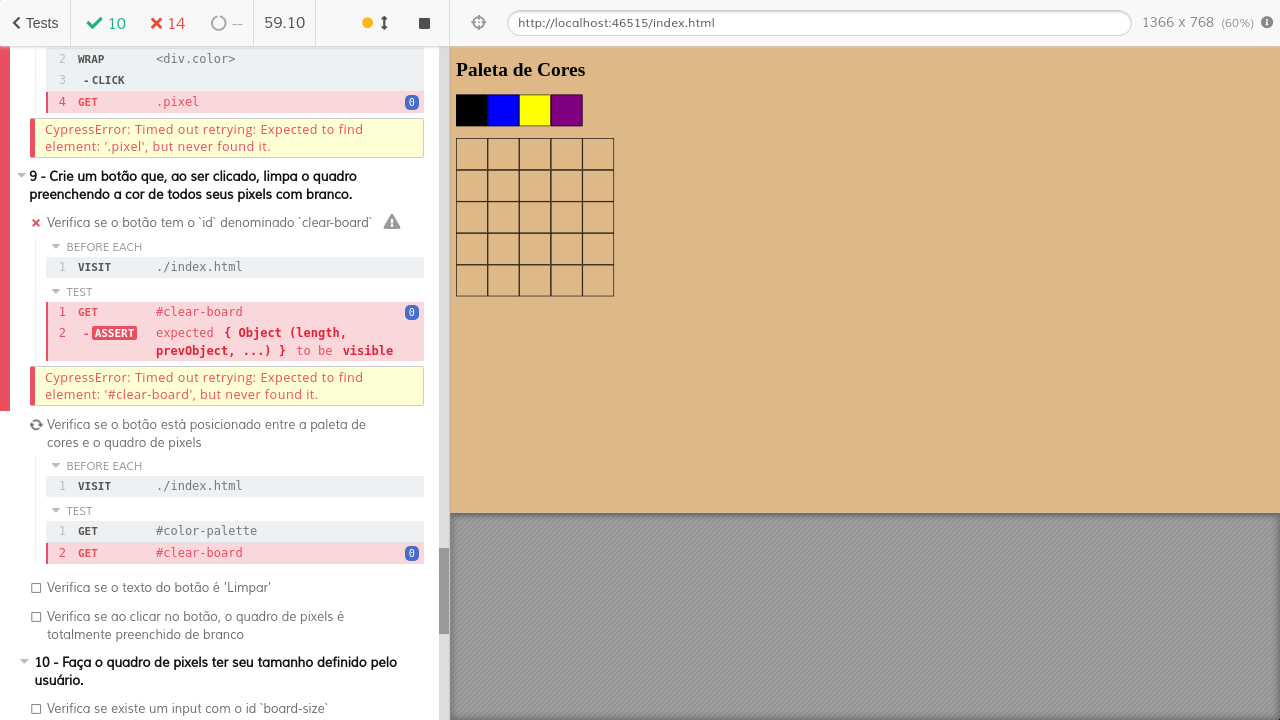 Tests 10 14 -- 59.10
http://localhost:46515/index.html 1366 x 768 (60%)
2 WRAP <div.color>
3 -CLICK
4 GET .pixel 0
CypressError: Timed out retrying: Expected to find
element: '.pixel', but never found it.
9 - Crie um botão que, ao ser clicado, limpa o quadro
preenchendo a cor de todos seus pixels com branco.
Verifica se o botão tem o `id` denominado `clear-board`
BEFORE EACH
1 VISIT ./index.html
TEST
1 GET #clear-board 0
2 -ASSERT expected { Object (length,
prevObject, ...) } to be visible
CypressError: Timed out retrying: Expected to find
element: '#clear-board', but never found it.
Verifica se o botão está posicionado entre a paleta de
cores e o quadro de pixels
BEFORE EACH
1 VISIT ./index.html
TEST
1 GET #color-palette
2 GET #clear-board 0
Verifica se o texto do botão é 'Limpar'
Verifica se ao clicar no botão, o quadro de pixels é
totalmente preenchido de branco
10 - Faça o quadro de pixels ter seu tamanho definido pelo
usuário.
Verifica se existe um input com o id `board-size`
Paleta de Cores